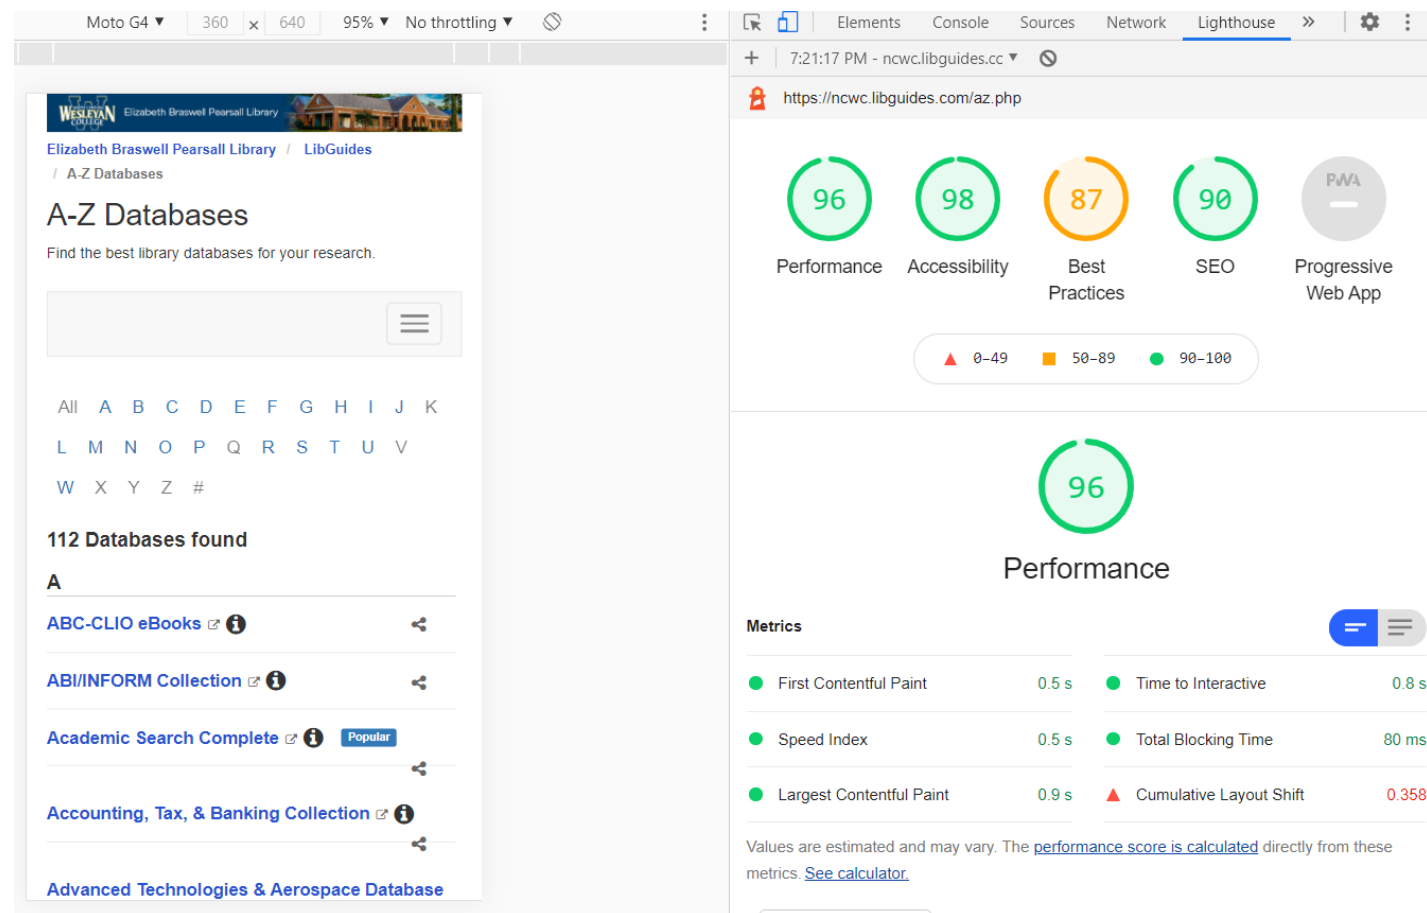 Moto G4 ▼ 360 x 640 95% ▼ No throttling ▼
Elements Console Sources Network Lighthouse »
+ 7:21:17 PM - ncwc.libguides.cc ▼
https://ncwc.libguides.com/az.php
WESLEYAN
COLLEGE
Elizabeth Braswell Pearsall Library
Elizabeth Braswell Pearsall Library / LibGuides
/ A-Z Databases
A-Z Databases
Find the best library databases for your research.
All A B C D E F G H I J K
L M N O P Q R S T U V
W X Y Z #
112 Databases found
A
ABC-CLIO eBooks
ABI/INFORM Collection
Academic Search Complete Popular
Accounting, Tax, & Banking Collection
Advanced Technologies & Aerospace Database
96 98 87 90 PWA
Performance Accessibility Best Practices SEO Progressive Web App
0–49 50–89 90–100
96
Performance
Metrics
First Contentful Paint 0.5 s
Time to Interactive 0.8 s
Speed Index 0.5 s
Total Blocking Time 80 ms
Largest Contentful Paint 0.9 s
Cumulative Layout Shift 0.358
Values are estimated and may vary. The performance score is calculated directly from these
metrics. See calculator.